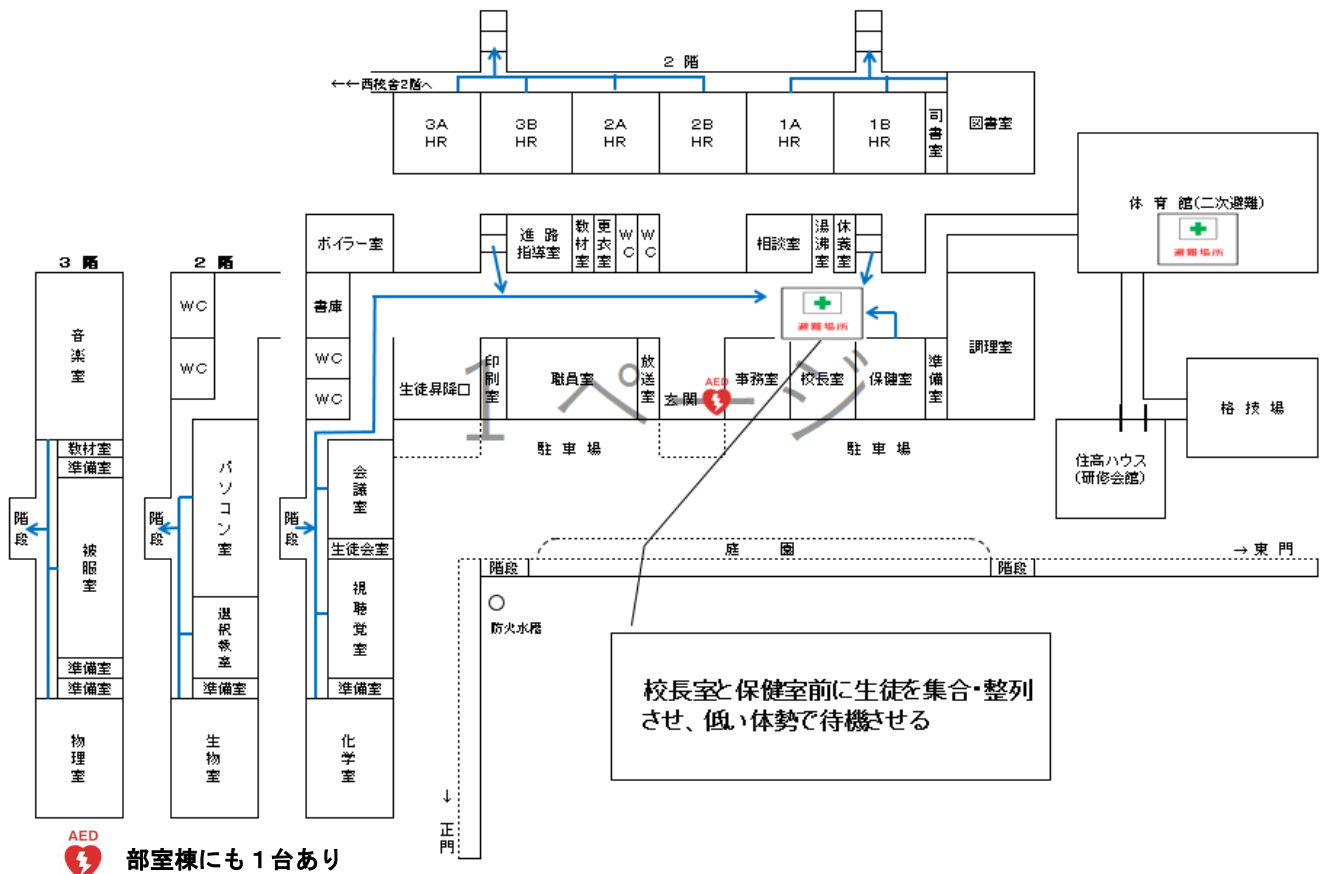 2 階
←←西校舎2階へ
3A
HR
3B
HR
2A
HR
2B
HR
1A
HR
1B
HR
司書室
図書室
体 育 館(二次避難)
避難場所
ボイラー室
進 路
指導室
教材室
更衣室
WC
WC
相談室
湯沸室
休養室
3 階
2 階
音楽室
WC
WC
書庫
WC
WC
避難場所
生徒昇降口
印刷室
職員室
放送室
玄関
AED
事務室
校長室
保健室
準備室
調理室
1 ページ
駐 車 場
駐 車 場
格 技 場
住高ハウス
(研修会館)
教材室
準備室
階段
被服室
準備室
準備室
物理室
階段
パソコン室
選択教室
準備室
生物室
階段
会議室
生徒会室
視聴覚室
準備室
化学室
庭 園
→ 東 門
階段
階段
防火水槽
校長室と保健室前に生徒を集合・整列
させ、低い体勢で待機させる
↓
正門
AED
部室棟にも1台あり